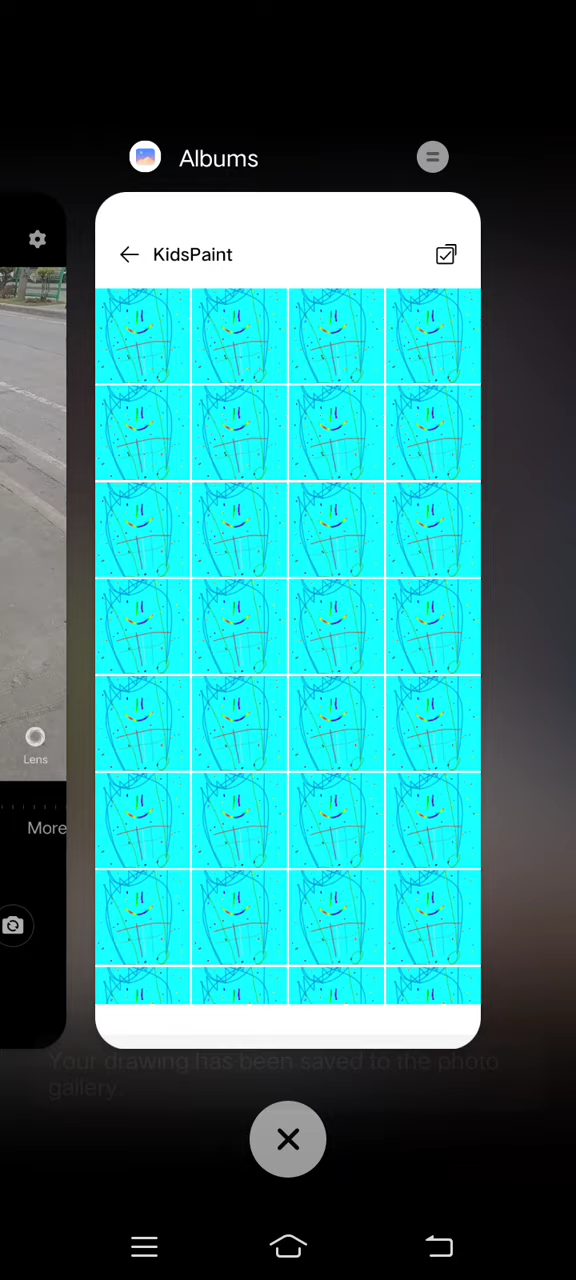 Albums
KidsPaint
Lens
More
Your drawing has been saved to the photo
gallery.